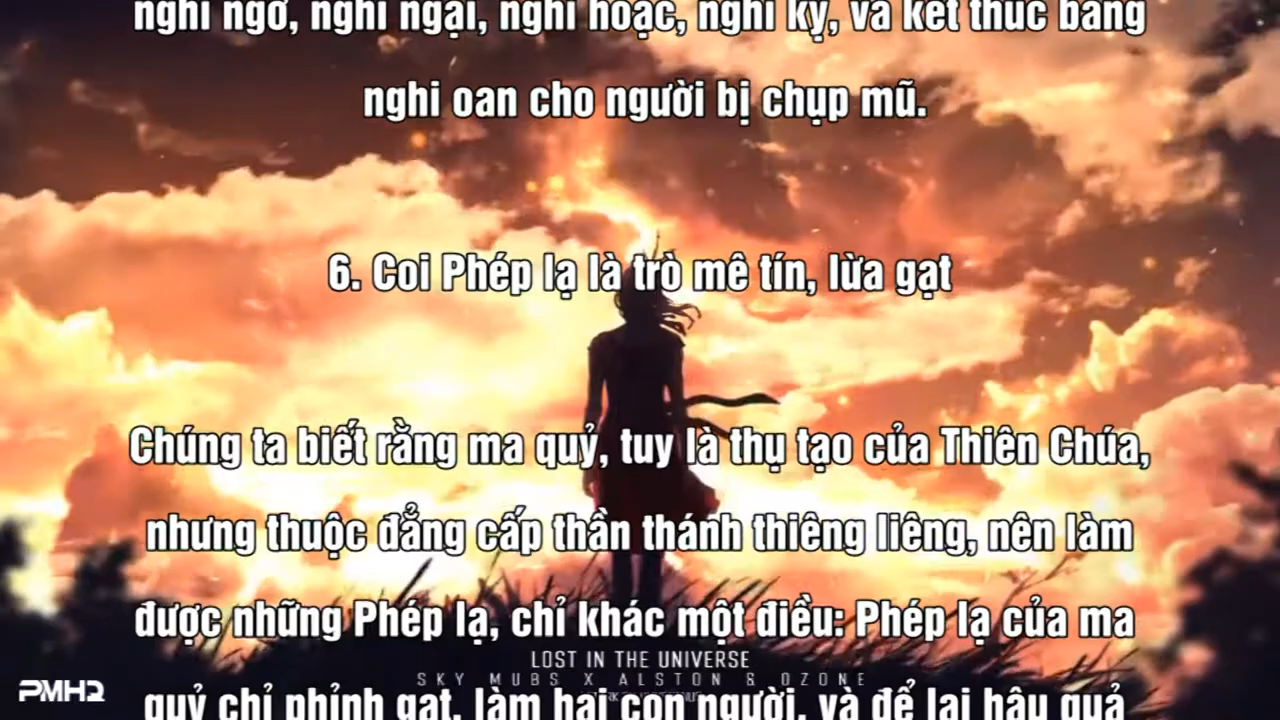 nghi ngờ, nghi ngại, nghi hoặc, nghi kỵ, và kết thúc bằng
nghi oan cho người bị chụp mũ.
6. Coi Phép lạ là trò mê tín, lừa gạt
Chúng ta biết rằng ma quỷ, tuy là thụ tạo của Thiên Chúa,
nhưng thuộc đẳng cấp thần thánh thiêng liêng, nên làm
được những Phép lạ, chỉ khác một điều: Phép lạ của ma
LOST IN THE UNIVERSE
SKY MUBS X ALSTON & OZONE
PMHQ
quỷ chỉ phỉnh gạt, làm hại con người, và để lại hậu quả